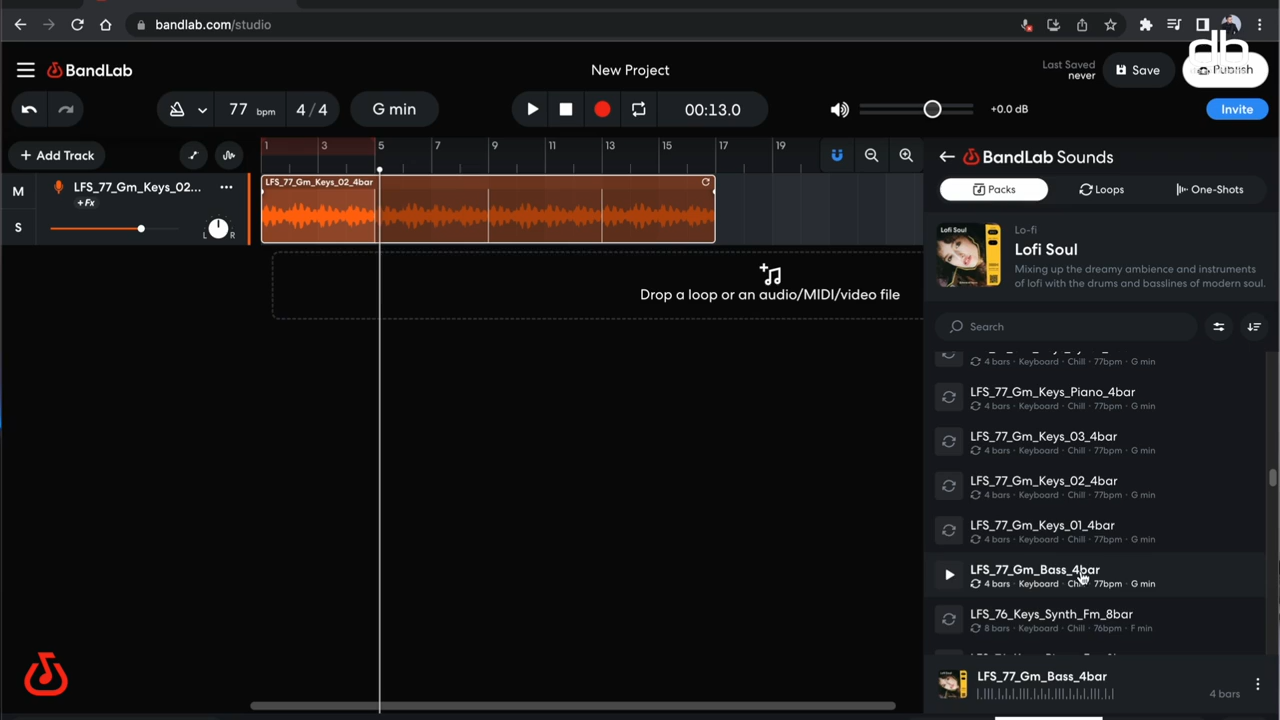 bandlab.com/studio
db
BandLab
New Project
Last Saved
never
Save
Publish
77 bpm
4/4
G min
00:13.0
+0.0 dB
Invite
+ Add Track
1 3 5 7 9 11 13 15 17 19
M
LFS_77_Gm_Keys_02...
+Fx
S
L R
LFS_77_Gm_Keys_02_4bar
Drop a loop or an audio/MIDI/video file
BandLab Sounds
Packs
Loops
One-Shots
Lofi Soul
Lo-fi
Lofi Soul
Mixing up the dreamy ambience and instruments
of lofi with the drums and basslines of modern soul.
Search
4 bars · Keyboard · Chill · 77bpm · G min
LFS_77_Gm_Keys_Piano_4bar
4 bars · Keyboard · Chill · 77bpm · G min
LFS_77_Gm_Keys_03_4bar
4 bars · Keyboard · Chill · 77bpm · G min
LFS_77_Gm_Keys_02_4bar
4 bars · Keyboard · Chill · 77bpm · G min
LFS_77_Gm_Keys_01_4bar
4 bars · Keyboard · Chill · 77bpm · G min
LFS_77_Gm_Bass_4bar
4 bars · Keyboard · Chill · 77bpm · G min
LFS_76_Keys_Synth_Fm_8bar
8 bars · Keyboard · Chill · 76bpm · F min
LFS_77_Gm_Bass_4bar
4 bars